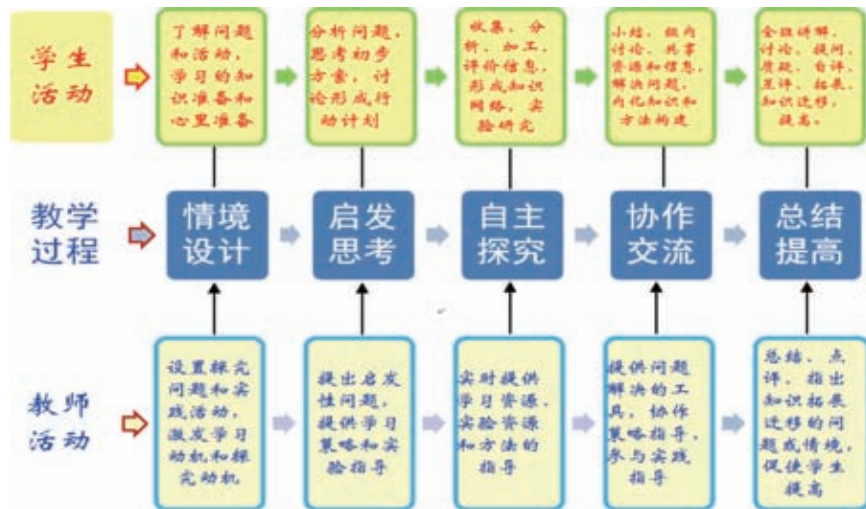 学生
活动
了解问题
和活动，
学习的知
识准备和
心里准备
分析问题，
思考初步
方案，讨
论形成行
动计划
收集、分
析、加工，
评价信息，
形成知识
网络，实
验研究
小结、组内
讨论、共享
资源和信息，
解决问题，
内化知识和
方法构建
全班讲解，
讨论、提问，
质疑，自评，
互评，拓展，
知识迁移，
提高。
教学
过程
情境
设计
启发
思考
自主
探究
协作
交流
总结
提高
教师
活动
设置探究
问题和实
践活动，
激发学习
动机和探
究动机
提出启发
性问题，
提供学习
策略和实
验指导
实时提供
学习资源，
实验资源
和方法的
指导
提供问题
解决的工
具，协作
策略指导，
参与实践
指导
总结、点
评，指出
知识拓展
迁移的问
题或情境，
促使学生
提高